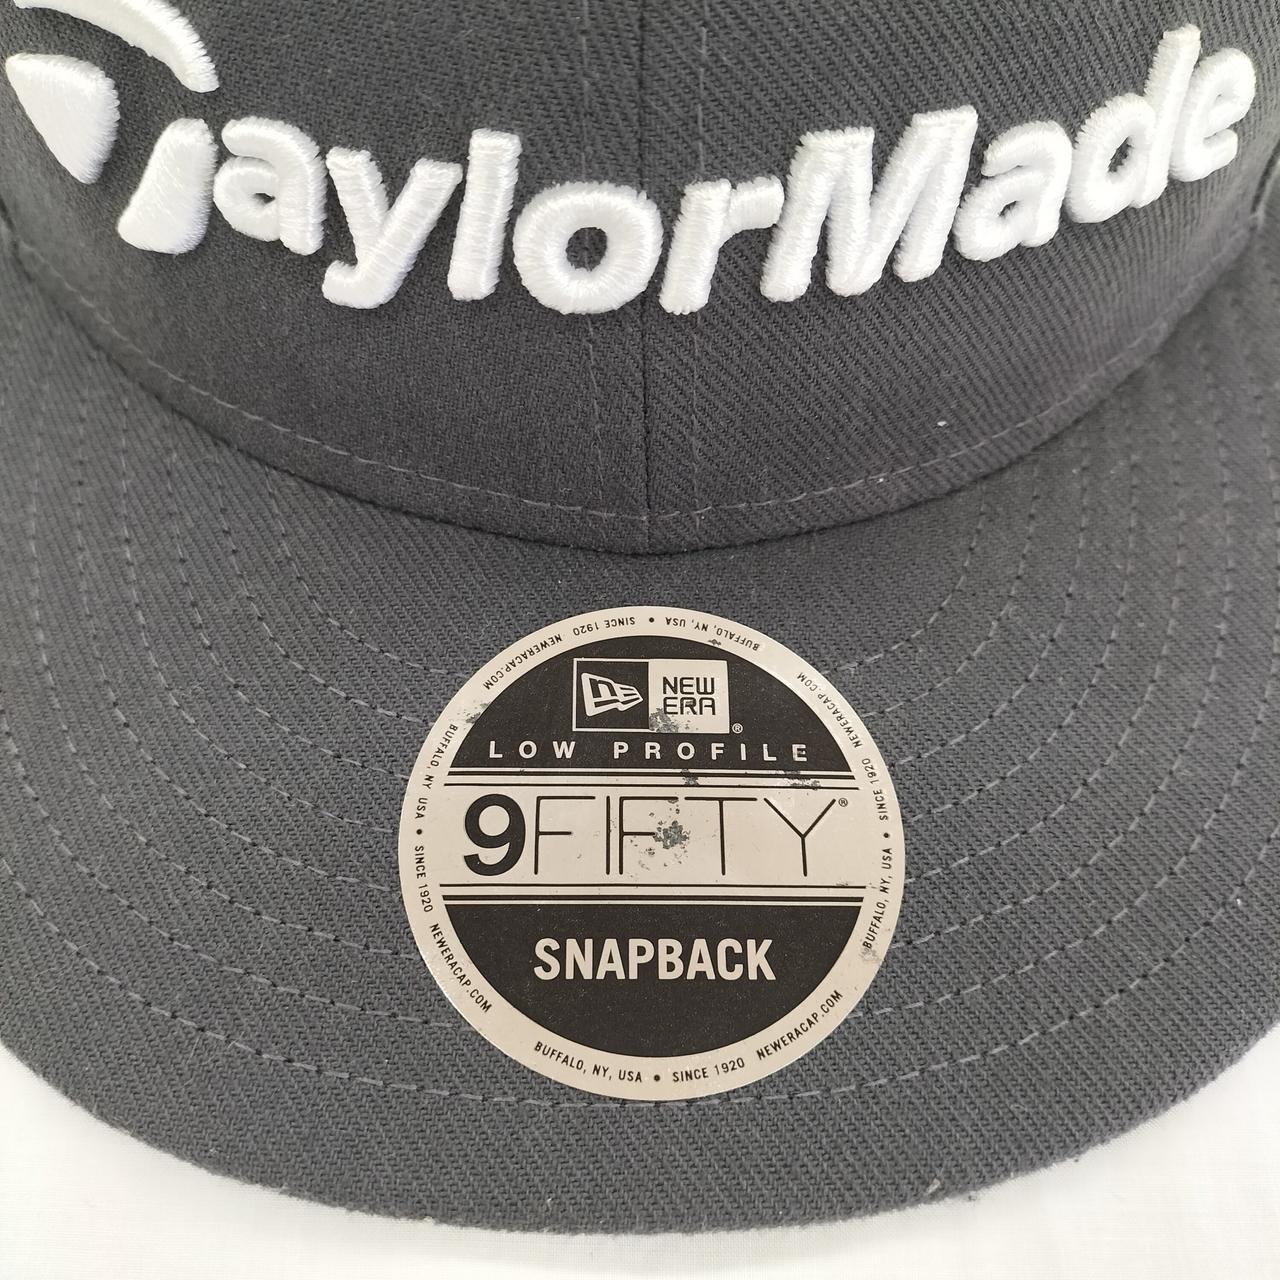 TaylorMade
NEW
ERA
®
LOW PROFILE
9FIFTY®
SNAPBACK
BUFFALO, NY, USA • SINCE 1920 NEWERACAP.COM
BUFFALO, NY, USA • SINCE 1920 NEWERACAP.COM
BUFFALO, NY, USA • SINCE 1920 NEWERACAP.COM
BUFFALO, NY, USA • SINCE 1920 NEWERACAP.COM